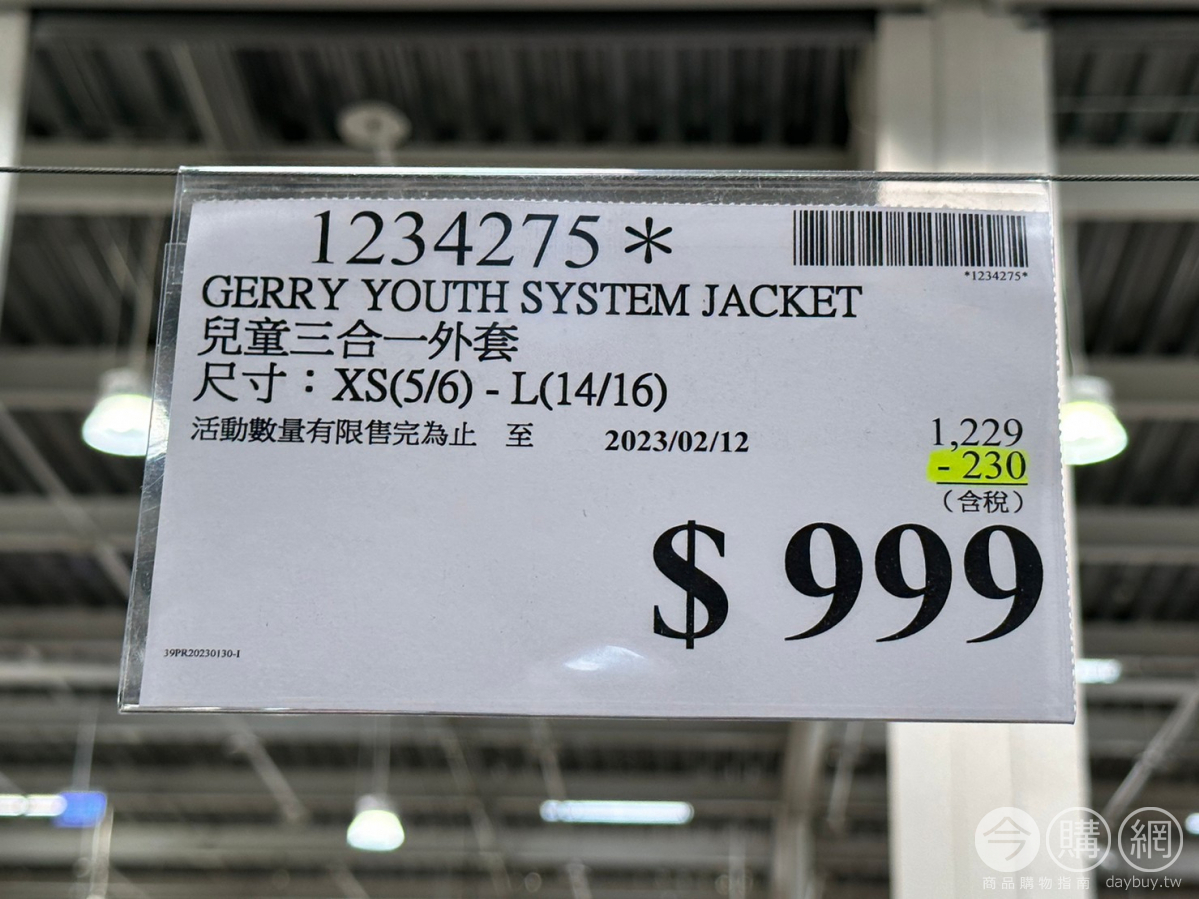 1234275*
*1234275*
GERRY YOUTH SYSTEM JACKET
兒童三合一外套
尺寸：XS(5/6) - L(14/16)
活動數量有限售完為止 至 2023/02/12
1,229
- 230
（含稅）
$ 999
39PR20230130-I
今購網
商品購物指南 daybuy.tw